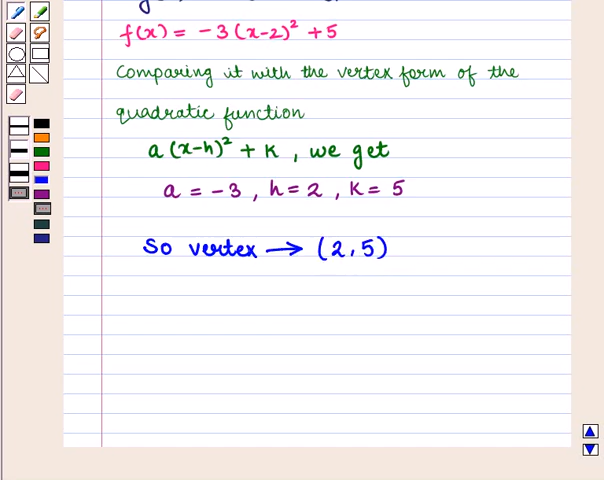 f(x) = -3(x-2)² + 5
Comparing it with the vertex form of the
quadratic function
a(x-h)² + k, we get
a = -3, h = 2, k = 5
So vertex → (2, 5)